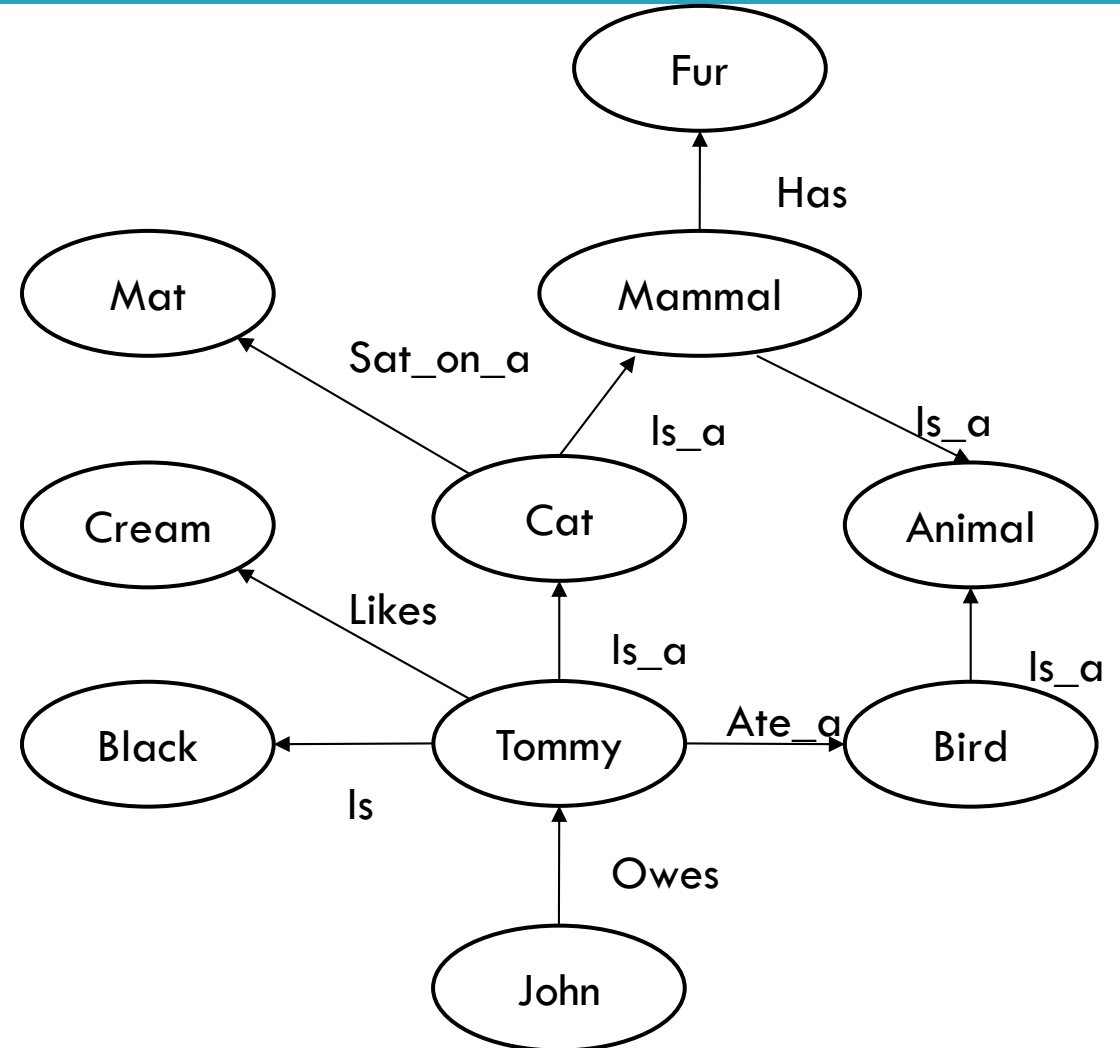 Fur
Has
Mat
Mammal
Sat_on_a
Is_a
Is_a
Cream
Cat
Animal
Likes
Is_a
Is_a
Black
Tommy
Ate_a
Bird
Is
Owes
John